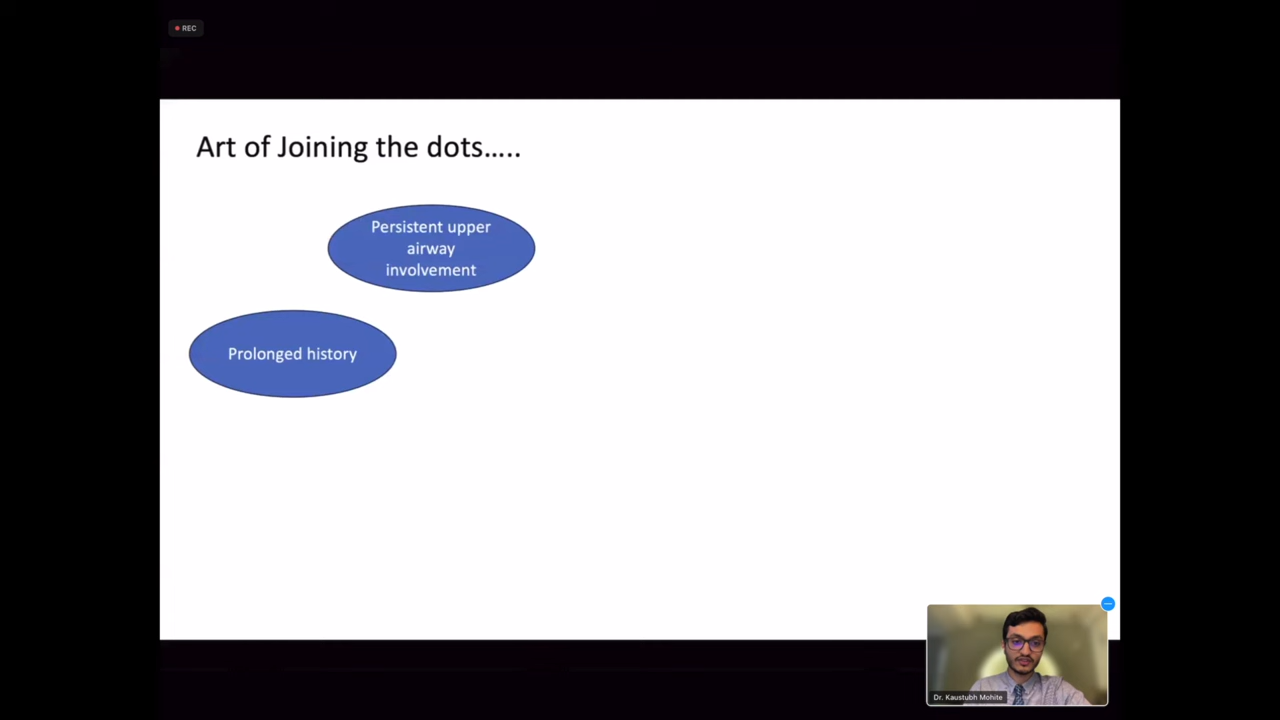 REC
Art of Joining the dots.....
Persistent upper
airway
involvement
Prolonged history
Dr. Kaustubh Mohite